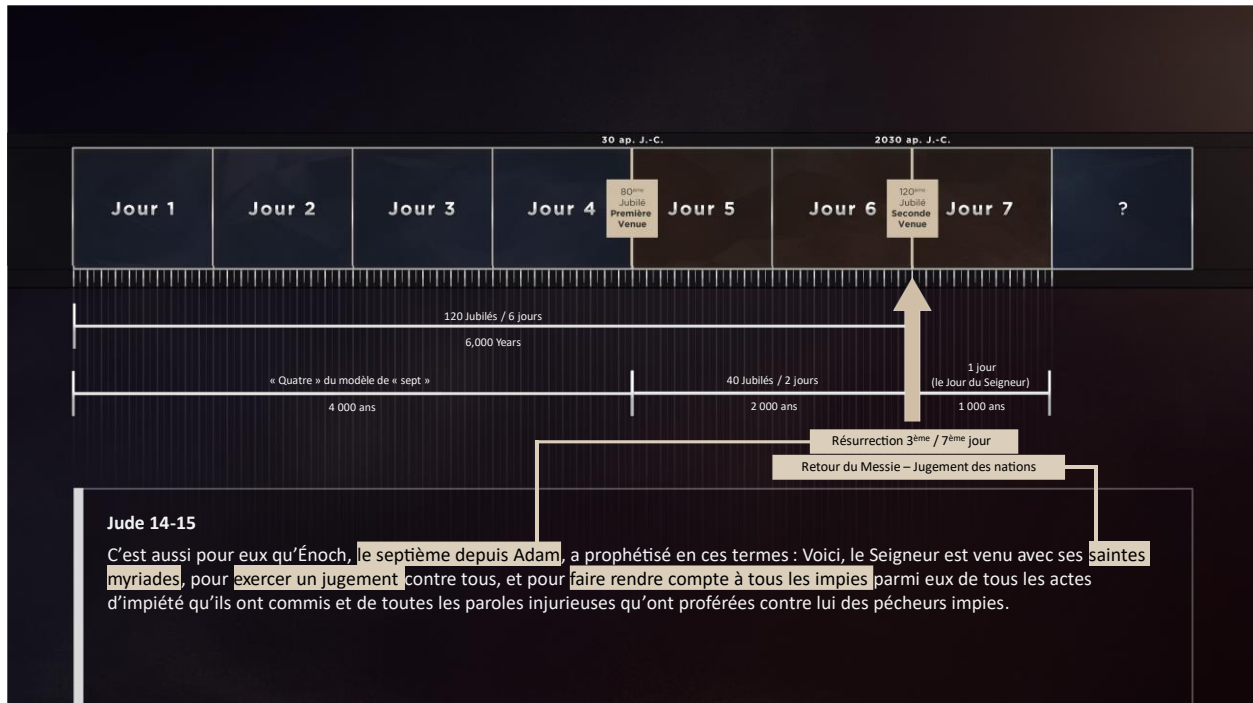 30 ap. J.-C.
2030 ap. J.-C.
Jour 1
Jour 2
Jour 3
Jour 4
80ème
Jubilé
Première
Venue
Jour 5
Jour 6
120ème
Jubilé
Seconde
Venue
Jour 7
?
120 Jubilés / 6 jours
6,000 Years
« Quatre » du modèle de « sept »
4 000 ans
40 Jubilés / 2 jours
2 000 ans
1 jour
(le Jour du Seigneur)
1 000 ans
Résurrection 3ème / 7ème jour
Retour du Messie – Jugement des nations
Jude 14-15
C’est aussi pour eux qu’Énoch, le septième depuis Adam, a prophétisé en ces termes : Voici, le Seigneur est venu avec ses saintes
myriades, pour exercer un jugement contre tous, et pour faire rendre compte à tous les impies parmi eux de tous les actes
d’impiété qu’ils ont commis et de toutes les paroles injurieuses qu’ont proférées contre lui des pécheurs impies.